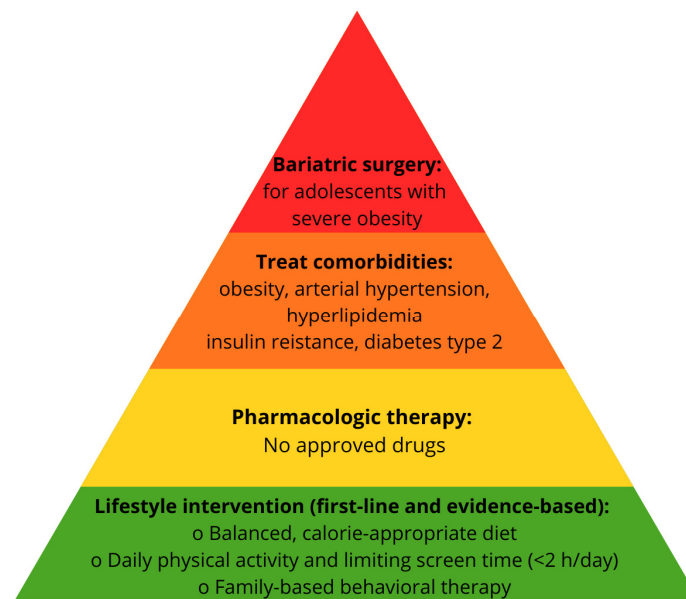 Bariatric surgery:
for adolescents with
severe obesity
Treat comorbidities:
obesity, arterial hypertension,
hyperlipidemia
insulin reistance, diabetes type 2
Pharmacologic therapy:
No approved drugs
Lifestyle intervention (first-line and evidence-based):
o Balanced, calorie-appropriate diet
o Daily physical activity and limiting screen time (<2 h/day)
o Family-based behavioral therapy